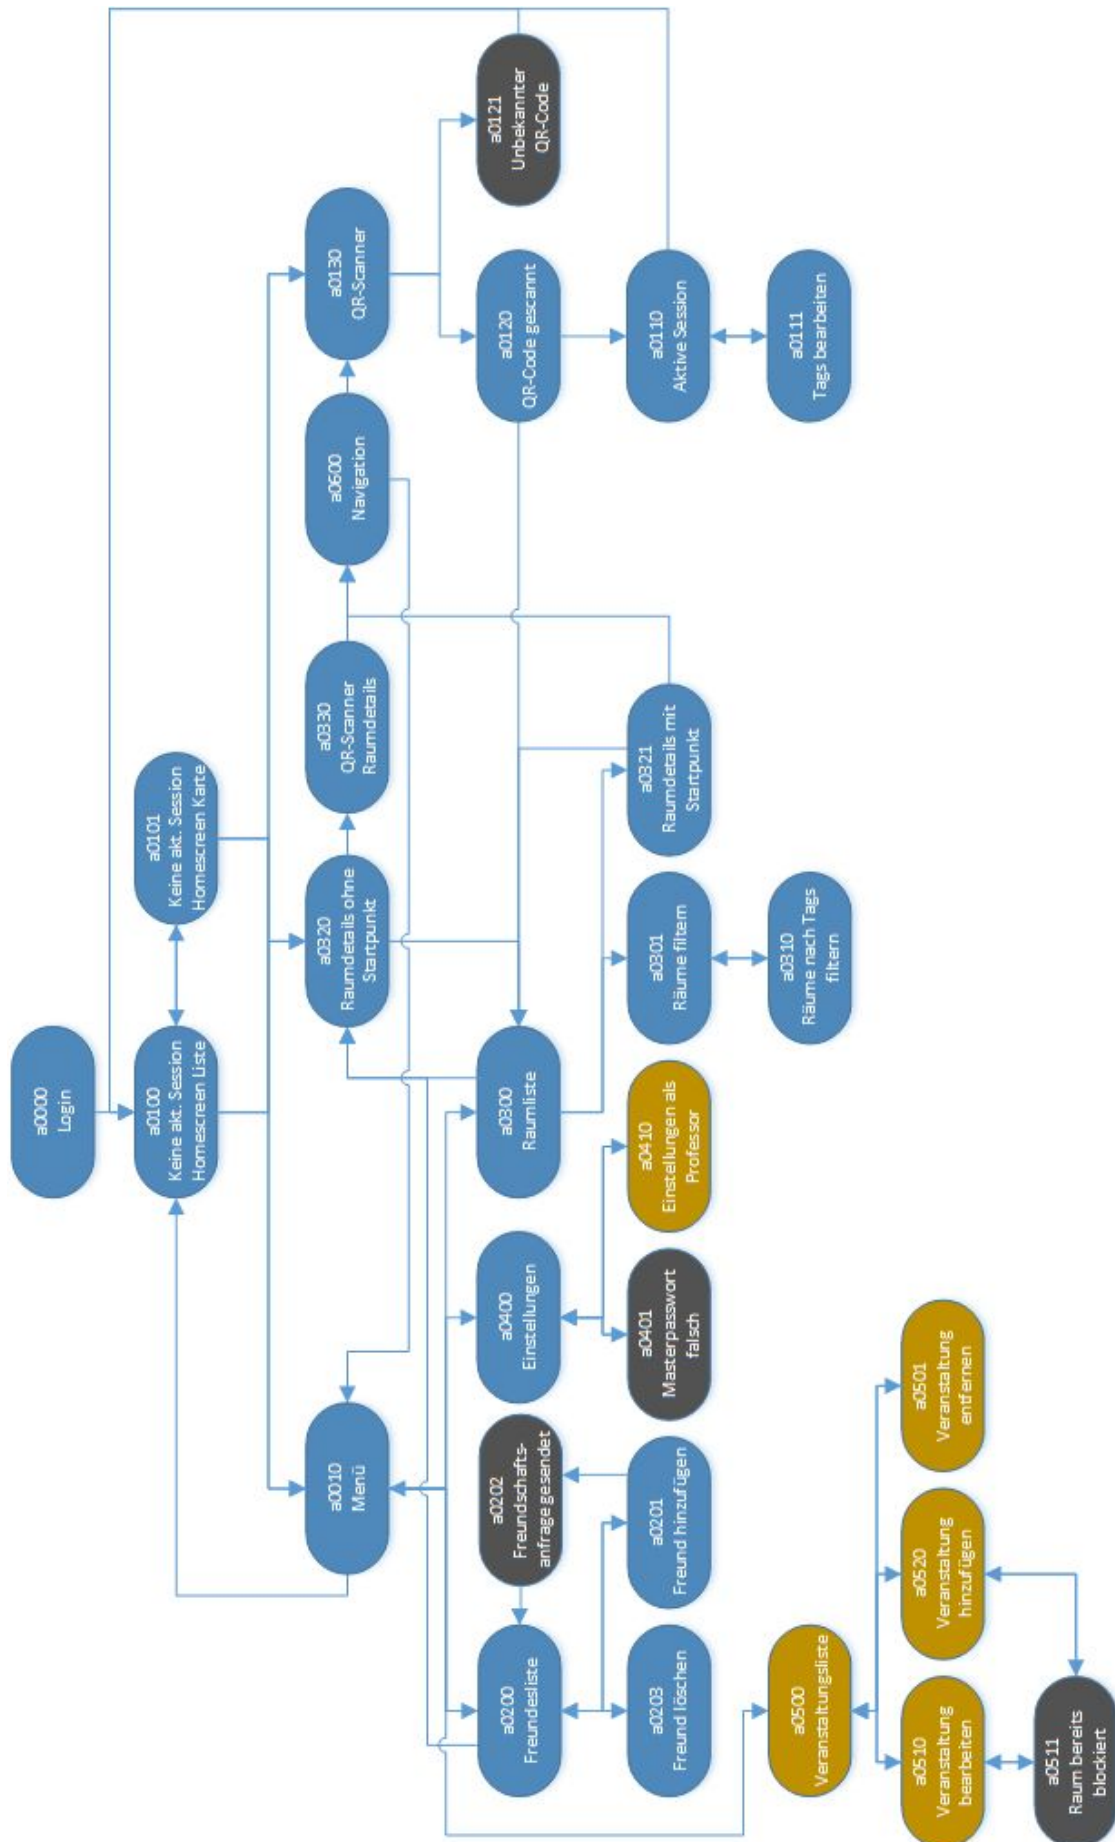 a0000
Login
a0100
Keine akt. Session
Homescreen Liste
a0101
Keine akt. Session
Homescreen Karte
a0010
Menü
a0320
Raumdetails ohne
Startpunkt
a0330
QR-Scanner
Raumdetails
a0600
Navigation
a0130
QR-Scanner
a0200
Freundesliste
a0202
Freundschafts-
anfrage gesendet
a0400
Einstellungen
a0300
Raumliste
a0120
QR-Code gescannt
a0121
Unbekannter
QR-Code
a0203
Freund löschen
a0201
Freund hinzufügen
a0401
Masterpasswort
falsch
a0410
Einstellungen als
Professor
a0301
Räume filtern
a0321
Raumdetails mit
Startpunkt
a0110
Aktive Session
a0500
Veranstaltungsliste
a0310
Räume nach Tags
filtern
a0111
Tags bearbeiten
a0510
Veranstaltung
bearbeiten
a0520
Veranstaltung
hinzufügen
a0501
Veranstaltung
entfernen
a0511
Raum bereits
blockiert